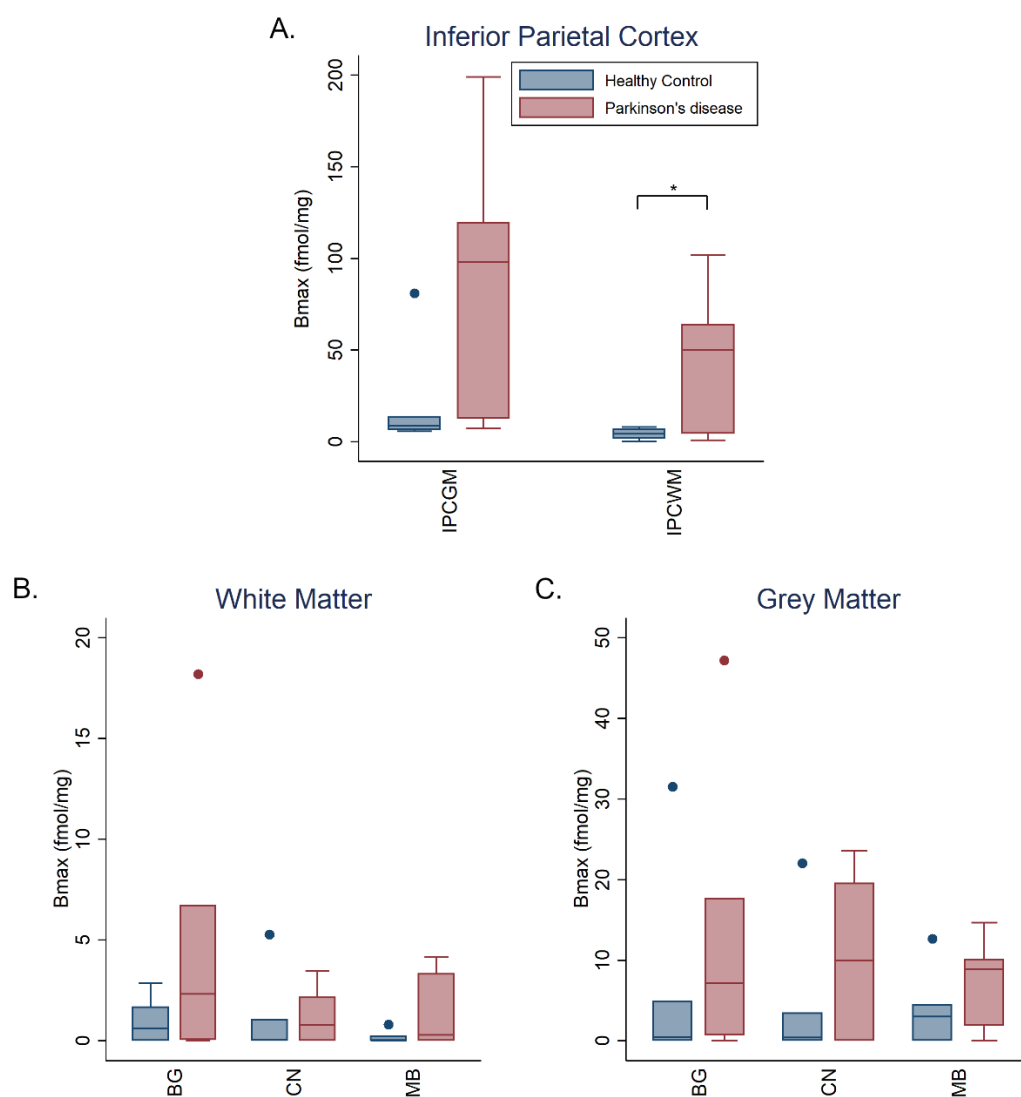 A.
Inferior Parietal Cortex
Healthy Control
Parkinson's disease
Bmax (fmol/mg)
200
150
100
50
0
*
IPCGM
IPCWM
B.
White Matter
Bmax (fmol/mg)
20
15
10
5
0
BG
CN
MB
C.
Grey Matter
Bmax (fmol/mg)
50
40
30
20
10
0
BG
CN
MB